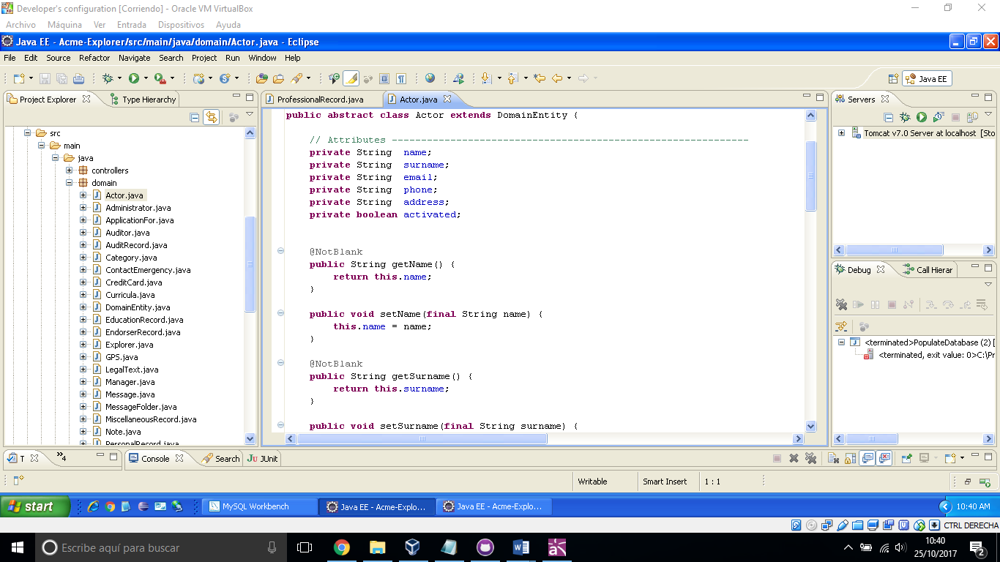 Developer's configuration [Corriendo] - Oracle VM VirtualBox
Archivo Máquina Ver Entrada Dispositivos Ayuda
Java EE - Acme-Explorer/src/main/java/domain/Actor.java - Eclipse
File Edit Source Refactor Navigate Search Project Run Window Help
Java EE
Project Explorer Type Hierarchy
src
main
java
controllers
domain
Actor.java
Administrator.java
ApplicationFor.java
Auditor.java
AuditRecord.java
Category.java
ContactEmergency.java
CreditCard.java
Curricula.java
DomainEntity.java
EducationRecord.java
EndorserRecord.java
Explorer.java
GPS.java
LegalText.java
Manager.java
Message.java
MessageFolder.java
MiscellaneousRecord.java
Note.java
PersonalRecord.java
ProfessionalRecord.java Actor.java
public abstract class Actor extends DomainEntity {
// Attributes -------------------------------------------------------------
private String name;
private String surname;
private String email;
private String phone;
private String address;
private boolean activated;
@NotBlank
public String getName() {
return this.name;
}
public void setName(final String name) {
this.name = name;
}
@NotBlank
public String getSurname() {
return this.surname;
}
public void setSurname(final String surname) {
Servers
Tomcat v7.0 Server at localhost [Sto
Debug Call Hierar
<terminated>PopulateDatabase (2) [
<terminated, exit value: 0>C:\Pr
T 4 Console Search JUnit
Writable Smart Insert 1 : 1
start MySQL Workbench Java EE - Acme-Explo... Java EE - Acme-Explo... 10:40 AM
CTRL DERECHA
Escribe aquí para buscar
10:40
25/10/2017
2